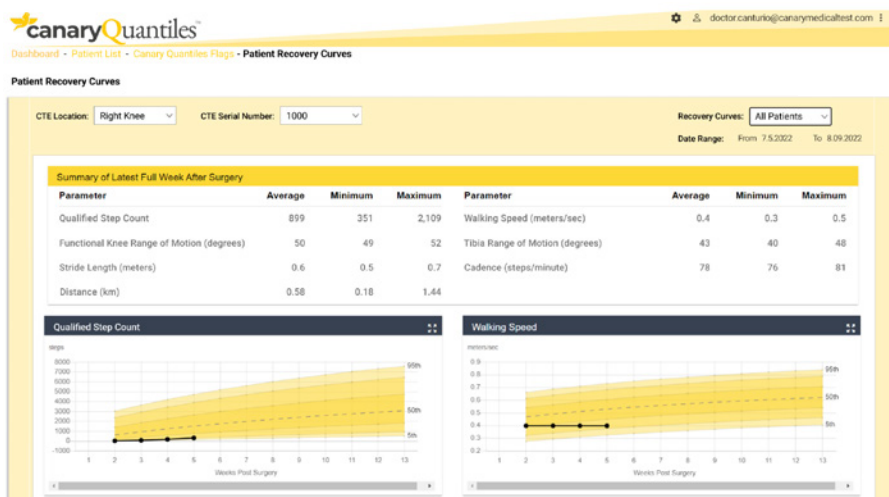 canaryQuantiles™
doctor.canturio@canarymedicaltest.com
Dashboard - Patient List - Canary Quantiles Flags - Patient Recovery Curves
Patient Recovery Curves
CTE Location: Right Knee CTE Serial Number: 1000 Recovery Curves: All Patients
Date Range: From 7.5.2022 To 8.09.2022
Summary of Latest Full Week After Surgery
Parameter Average Minimum Maximum Parameter Average Minimum Maximum
Qualified Step Count 899 351 2,109 Walking Speed (meters/sec) 0.4 0.3 0.5
Functional Knee Range of Motion (degrees) 50 49 52 Tibia Range of Motion (degrees) 43 40 48
Stride Length (meters) 0.6 0.5 0.7 Cadence (steps/minute) 78 76 81
Distance (km) 0.58 0.18 1.44
Qualified Step Count
steps
8000
7000
6000
5000
4000
3000
2000
1000
0
-1000
95th
50th
5th
1 2 3 4 5 6 7 8 9 10 11 12 13
Weeks Post Surgery
Walking Speed
meters/sec
0.9
0.8
0.7
0.6
0.5
0.4
0.3
0.2
95th
50th
5th
1 2 3 4 5 6 7 8 9 10 11 12 13
Weeks Post Surgery